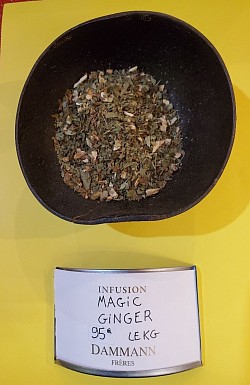 INFUSION
MAGIC
GINGER
95€ LE KG
DAMMANN
FRÈRES